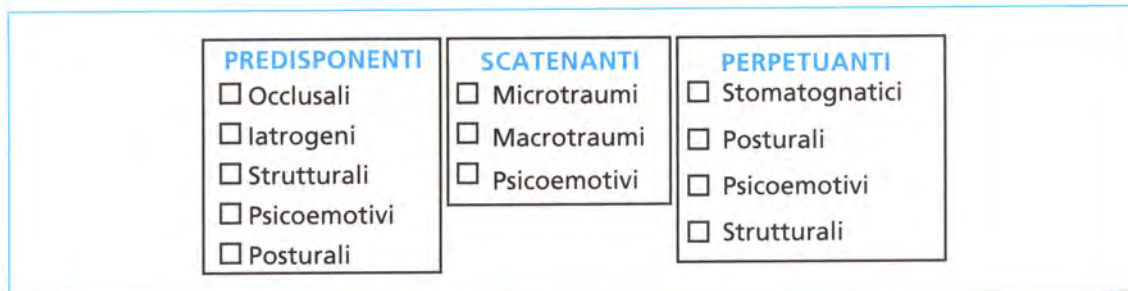 PREDISPONENTI
Occlusali
Iatrogeni
Strutturali
Psicoemotivi
Posturali
SCATENANTI
Microtraumi
Macrotraumi
Psicoemotivi
PERPETUANTI
Stomatognatici
Posturali
Psicoemotivi
Strutturali